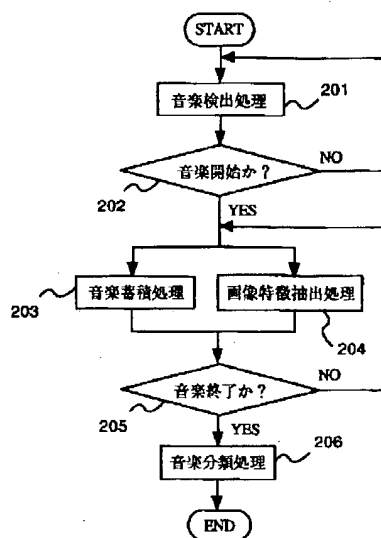 START
音楽検出処理
201
音楽開始か？
NO
202
YES
音楽蓄積処理
画像特徴抽出処理
203
204
音楽終了か？
NO
205
YES
206
音楽分類処理
END